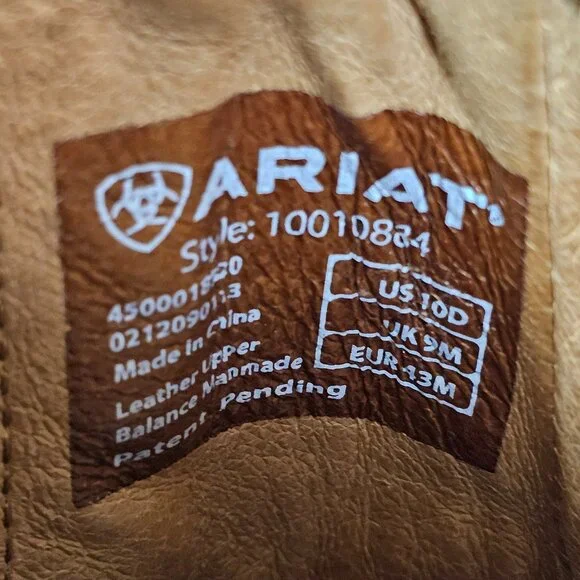 ARIAT
Style: 10010884
Made in China
Leather Upper
Balance Manmade
Patent Pending
US 10D
UK 9M
EUR 43M